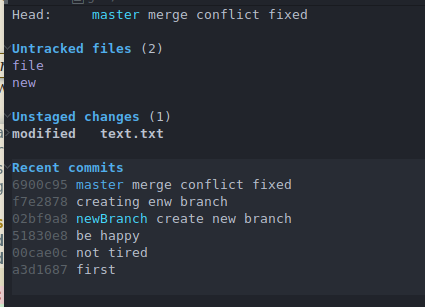 Head: master merge conflict fixed
Untracked files (2)
file
new
Unstaged changes (1)
modified text.txt
Recent commits
6900c95 master merge conflict fixed
f7e2878 creating enw branch
02bf9a8 newBranch create new branch
51830e8 be happy
00cae0c not tired
a3d1687 first